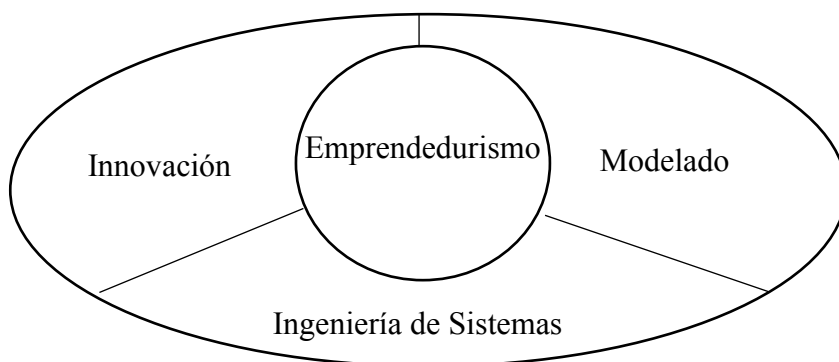 Emprendedurismo
Innovación
Modelado
Ingeniería de Sistemas